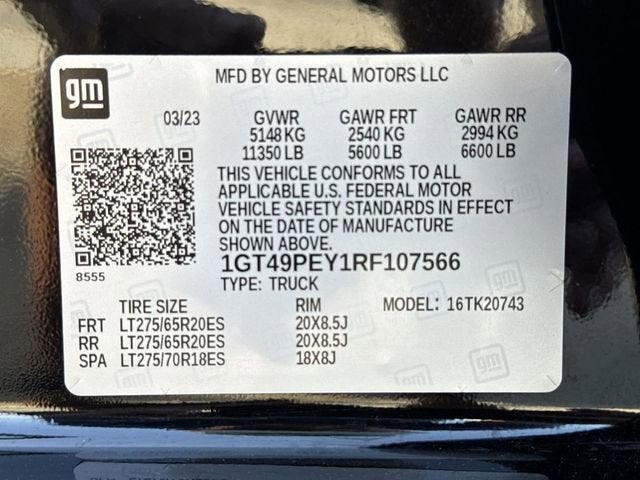 gm
MFD BY GENERAL MOTORS LLC
03/23 GVWR GAWR FRT GAWR RR
5148 KG 2540 KG 2994 KG
11350 LB 5600 LB 6600 LB
THIS VEHICLE CONFORMS TO ALL
APPLICABLE U.S. FEDERAL MOTOR
VEHICLE SAFETY STANDARDS IN EFFECT
ON THE DATE OF MANUFACTURE
SHOWN ABOVE.
8555
1GT49PEY1RF107566
TYPE: TRUCK
TIRE SIZE RIM MODEL: 16TK20743
FRT LT275/65R20ES 20X8.5J
RR LT275/65R20ES 20X8.5J
SPA LT275/70R18ES 18X8J